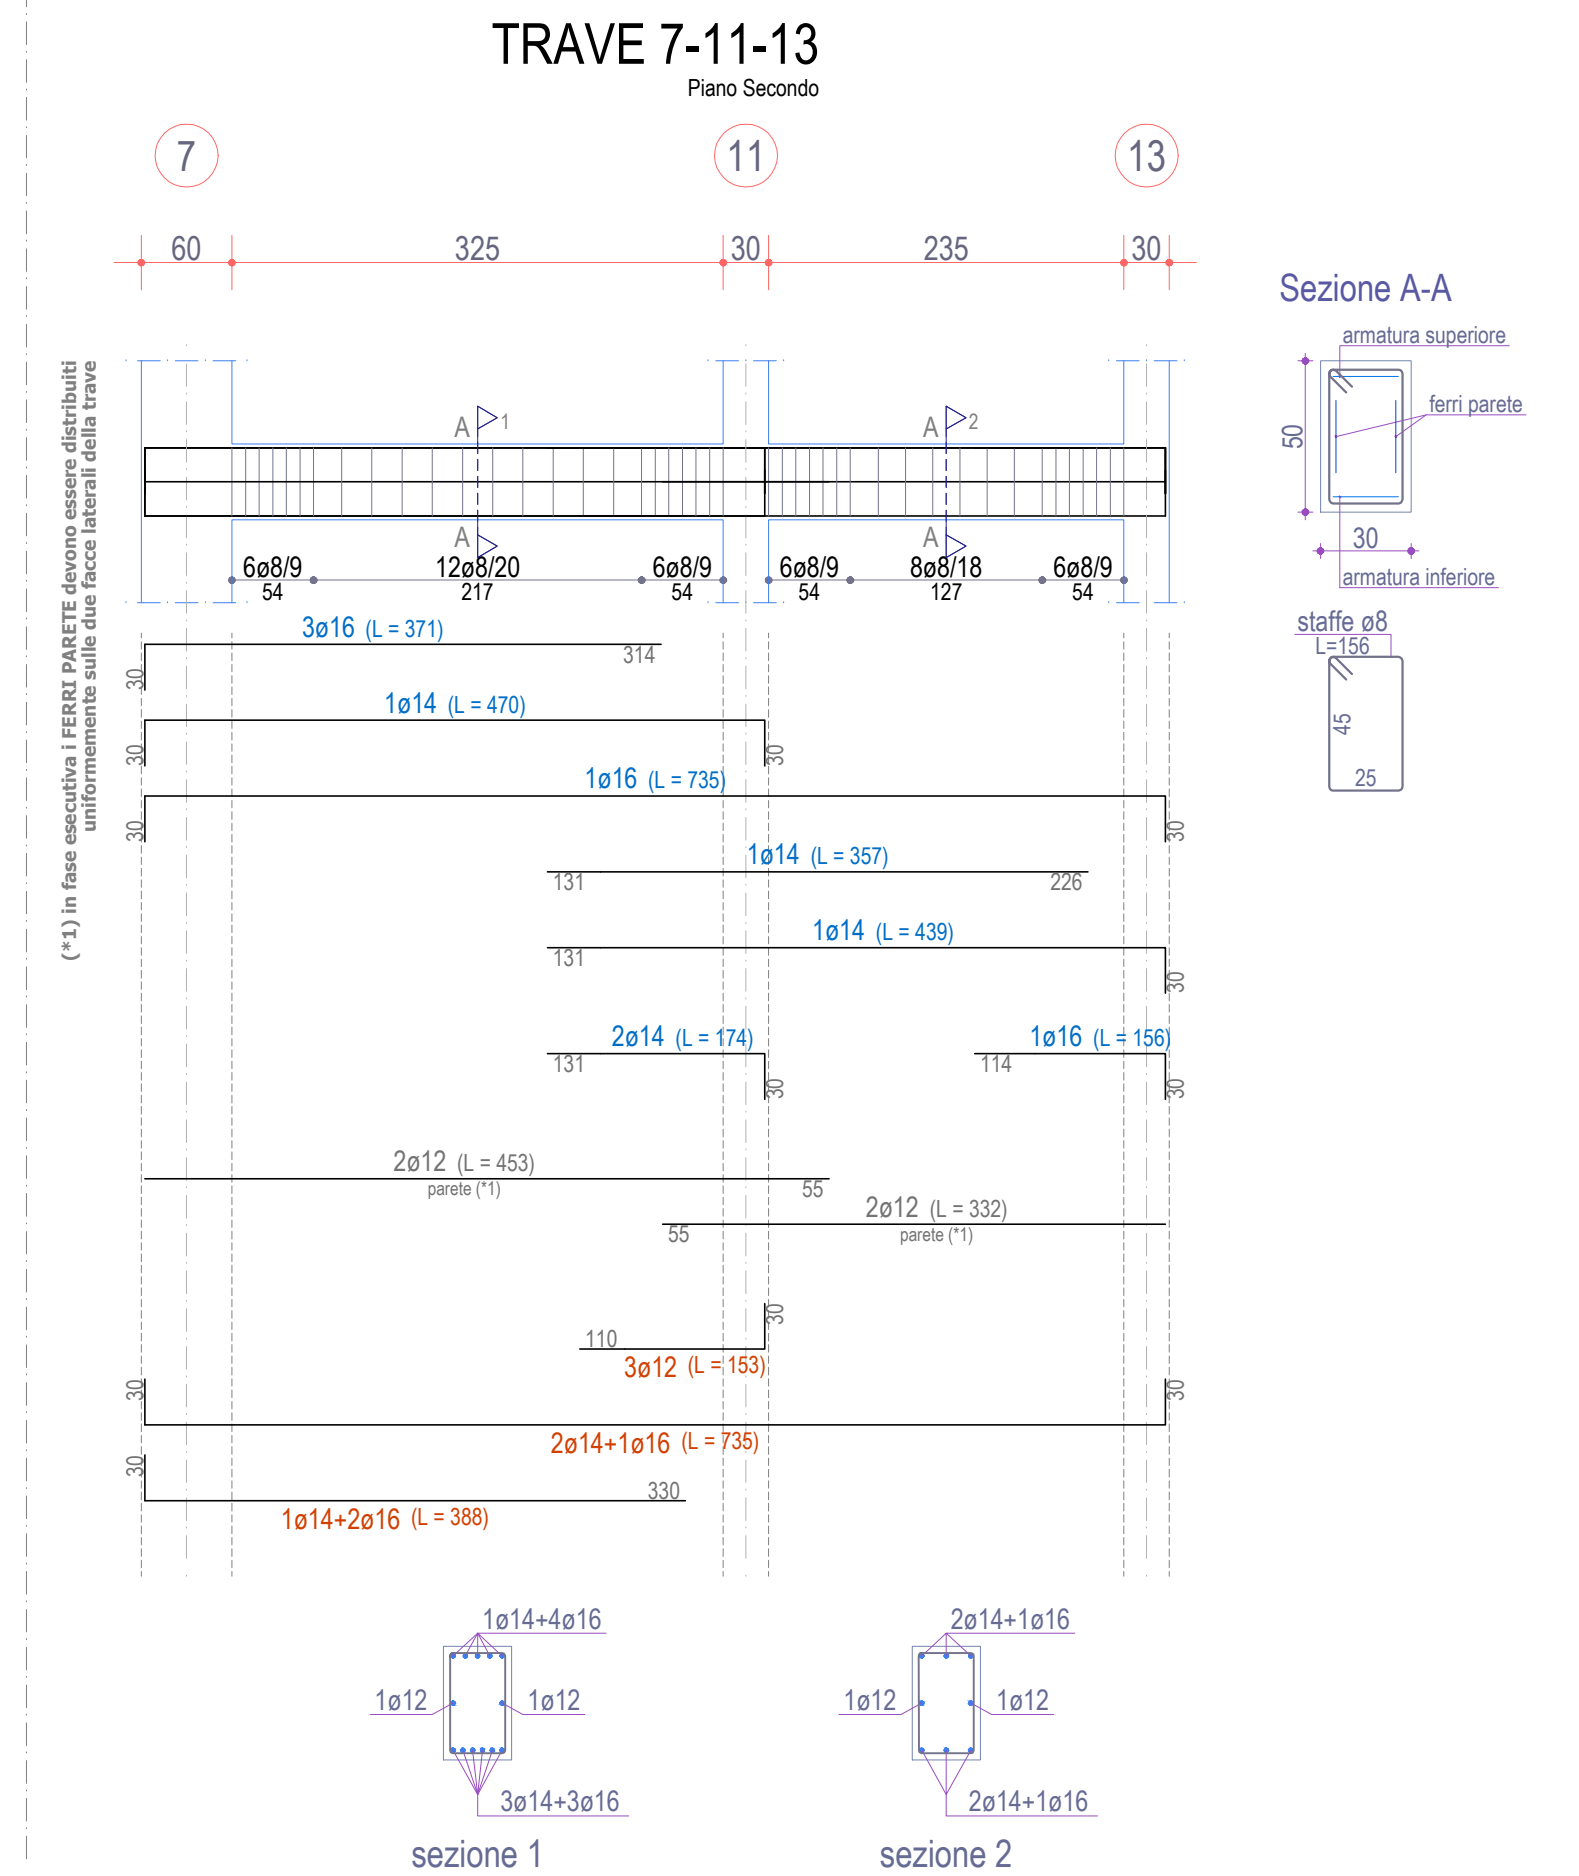 TRAVE 7-11-13
Piano Secondo
7
11
13
60
325
30
235
30
Sezione A-A
armatura superiore
ferri parete
50
30
armatura inferiore
staffe ø8
L=156
45
25
(*1) in fase esecutiva i FERRI PARETE devono essere distribuiti
uniformemente sulle due facce laterali della trave
A
1
A
2
A
A
6ø8/9
12ø8/20
6ø8/9
6ø8/9
8ø8/18
6ø8/9
54
217
54
54
127
54
3ø16 (L = 371)
314
30
1ø14 (L = 470)
30
30
1ø16 (L = 735)
30
30
1ø14 (L = 357)
131
226
1ø14 (L = 439)
131
30
2ø14 (L = 174)
131
30
1ø16 (L = 156)
114
30
2ø12 (L = 453)
parete (*1)
55
2ø12 (L = 332)
55
parete (*1)
30
110
3ø12 (L = 153)
30
30
2ø14+1ø16 (L = 735)
30
330
1ø14+2ø16 (L = 388)
1ø14+4ø16
1ø12
1ø12
3ø14+3ø16
sezione 1
2ø14+1ø16
1ø12
1ø12
2ø14+1ø16
sezione 2